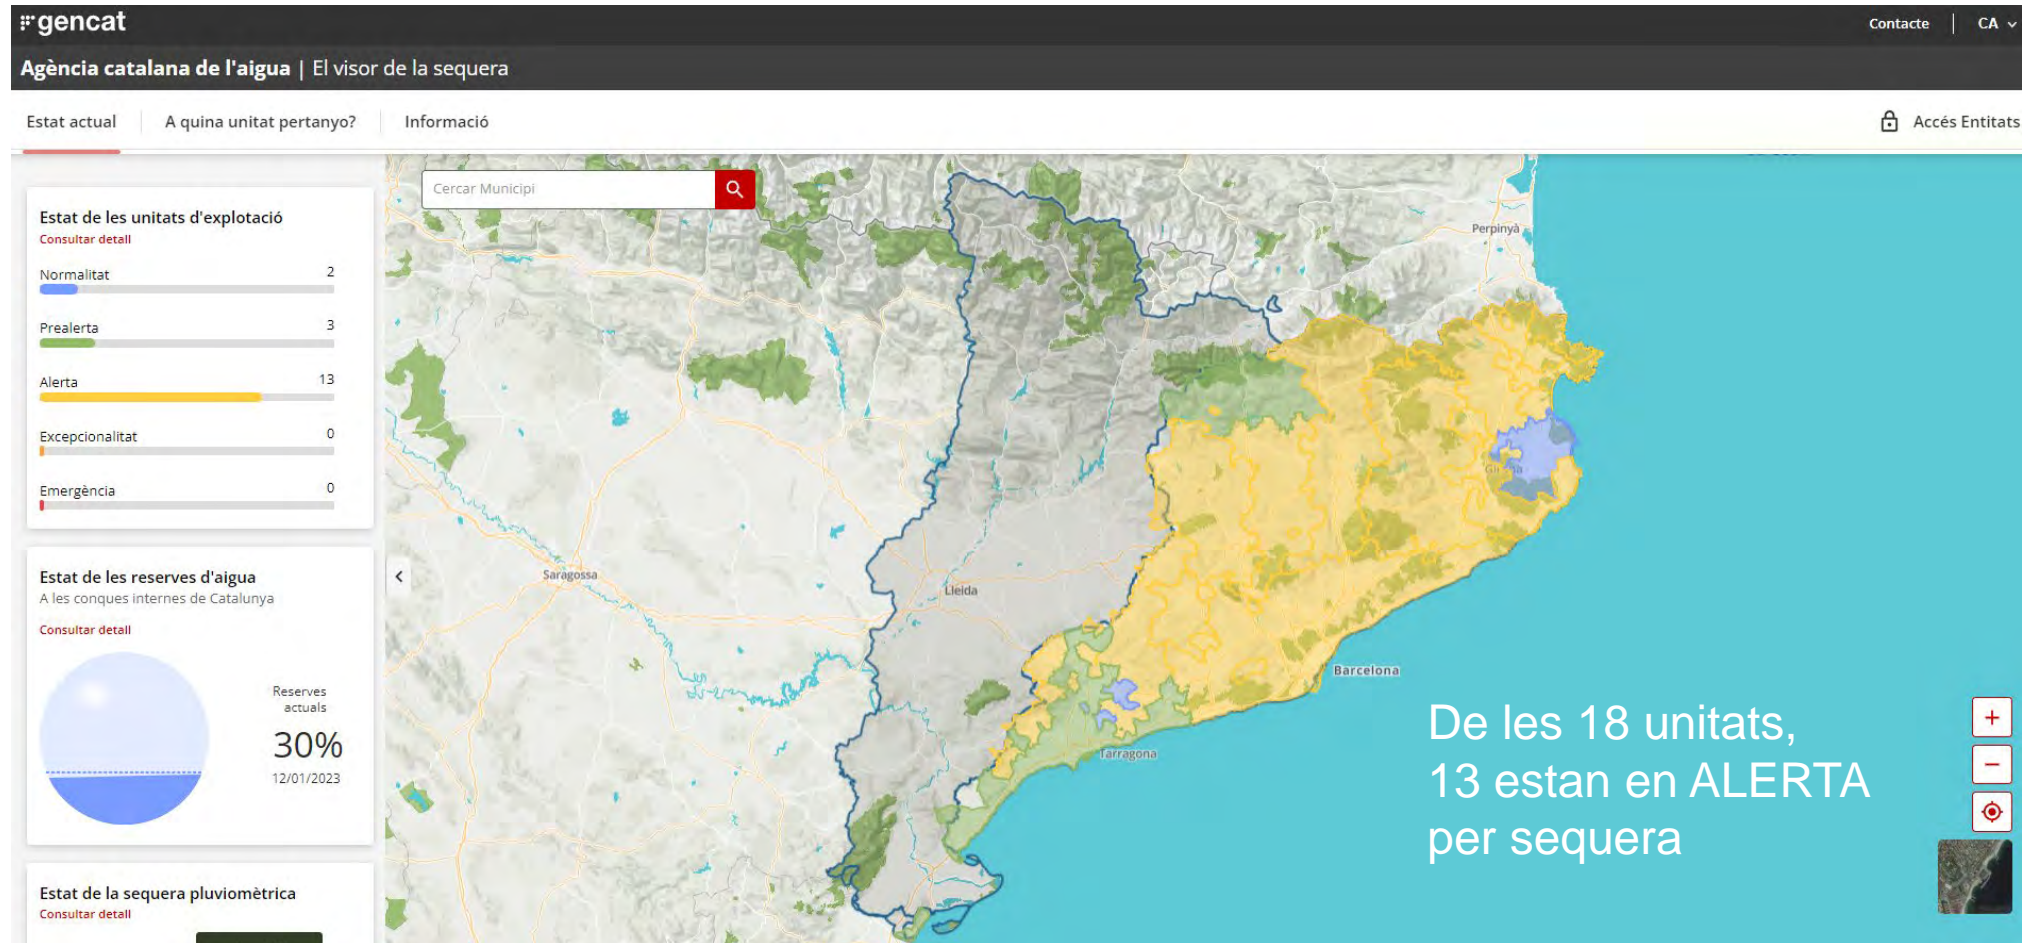 gencat
Contacte
CA
Agència catalana de l'aigua | El visor de la sequera
Estat actual
A quina unitat pertanyo?
Informació
Accés Entitats
Cercar Municipi
Estat de les unitats d'explotació
Consultar detall
Normalitat 2
Prealerta 3
Alerta 13
Excepcionalitat 0
Emergència 0
Estat de les reserves d'aigua
A les conques internes de Catalunya
Consultar detall
Reserves
actuals
30%
12/01/2023
Estat de la sequera pluviomètrica
Consultar detall
Perpinyà
Saragossa
Lleida
Barcelona
Tarragona
De les 18 unitats,
13 estan en ALERTA
per sequera